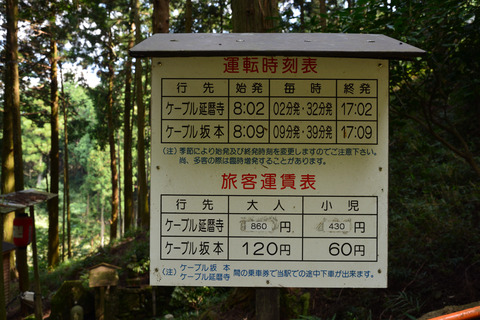 運転時刻表
行先 始発 毎時 終発
ケーブル延暦寺 8:02 02分発・32分発 17:02
ケーブル坂本 8:09 09分発・39分発 17:09
(注)季節により始発及び終発時刻を変更しますのでご注意下さい。
尚、多客の際は臨時増発することがあります。
旅客運賃表
行先 大人 小児
ケーブル延暦寺 860円 430円
ケーブル坂本 120円 60円
(注)ケーブル坂本
ケーブル延暦寺 間の乗車券で当駅での途中下車が出来ます。